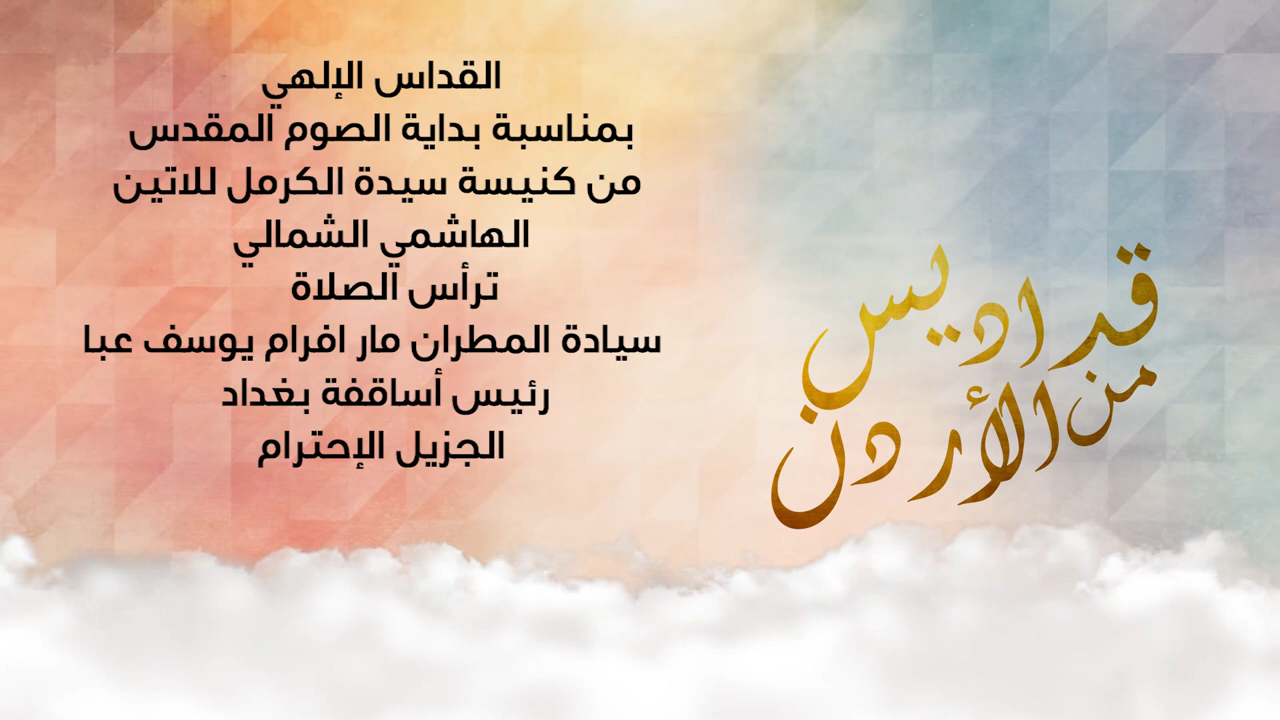 القداس الإلهي
بمناسبة بداية الصوم المقدس
من كنيسة سيدة الكرمل للاتين
الهاشمي الشمالي
ترأس الصلاة
سيادة المطران مار افرام يوسف عبا
رئيس أساقفة بغداد
الجزيل الإحترام
قداديس
من الأردن